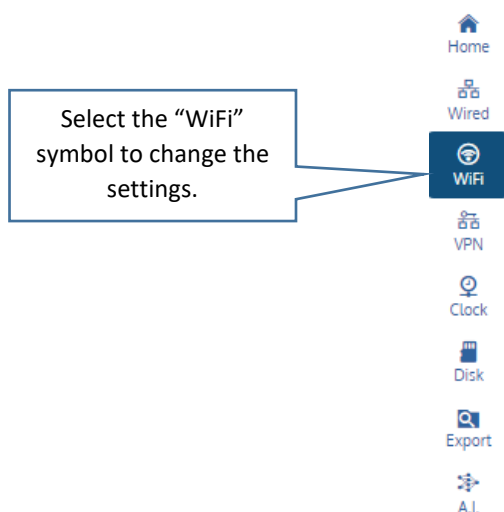 Home
Wired
Select the “WiFi”
symbol to change the
settings.
WiFi
VPN
Clock
Disk
Export
A.I.